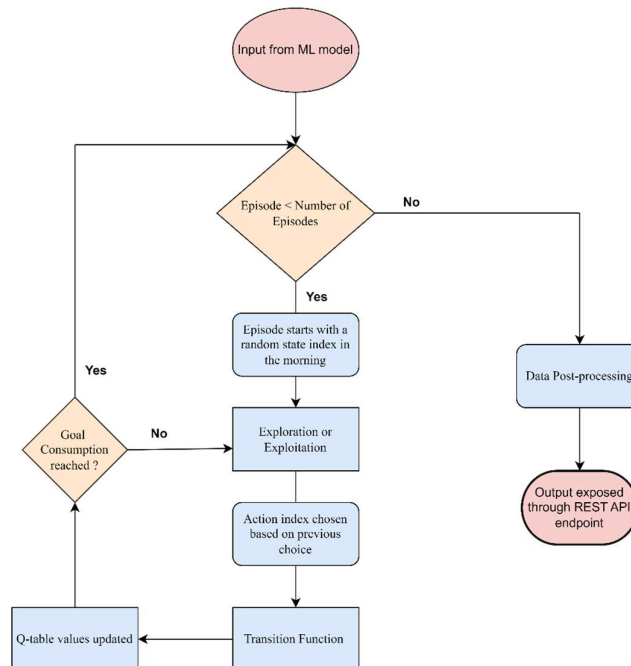 Input from ML model
Episode < Number of
Episodes
No
Yes
Episode starts with a
random state index in
the morning
Data Post-processing
Yes
Goal
Consumption
reached ?
No
Exploration or
Exploitation
Output exposed
through REST API
endpoint
Action index chosen
based on previous
choice
Q-table values updated
Transition Function